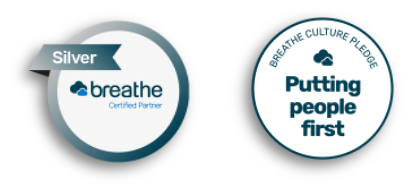 Silver
breathe
Certified Partner
BREATHE CULTURE PLEDGE
Putting
people
first